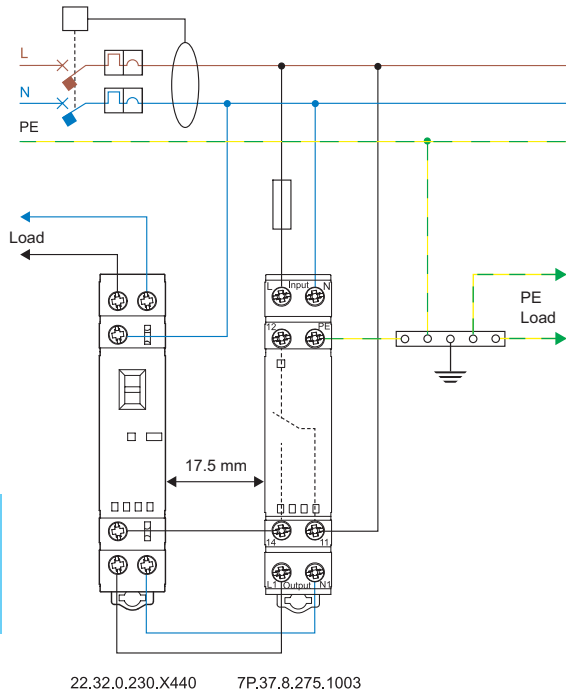 L
N
PE
Load
L Input N
12 PE
PE
Load
17.5 mm
14 11
L1 Output N1
22.32.0.230.X440 7P.37.8.275.1003